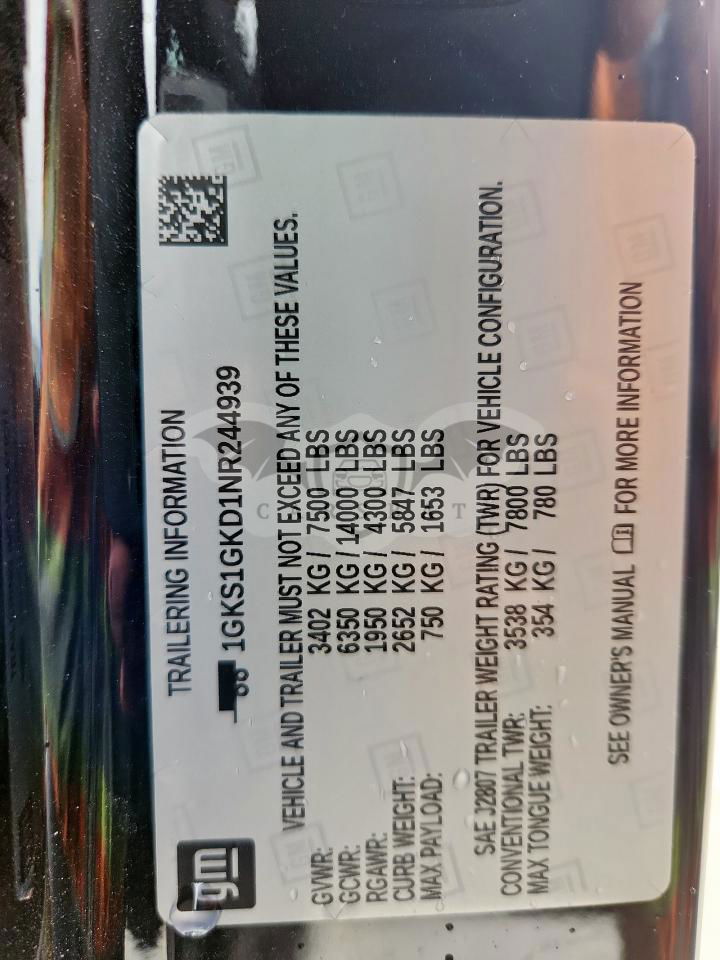 gm
TRAILERING INFORMATION
1GKS1GKD1NR244939
VEHICLE AND TRAILER MUST NOT EXCEED ANY OF THESE VALUES.
GVWR: 3402 KG / 7500 LBS
GCWR: 6350 KG / 14000 LBS
RGAWR: 1950 KG / 4300 LBS
CURB WEIGHT: 2652 KG / 5847 LBS
MAX PAYLOAD: 750 KG / 1653 LBS
SAE J2807 TRAILER WEIGHT RATING (TWR) FOR VEHICLE CONFIGURATION.
CONVENTIONAL TWR: 3538 KG / 7800 LBS
MAX TONGUE WEIGHT: 354 KG / 780 LBS
SEE OWNER'S MANUAL FOR MORE INFORMATION